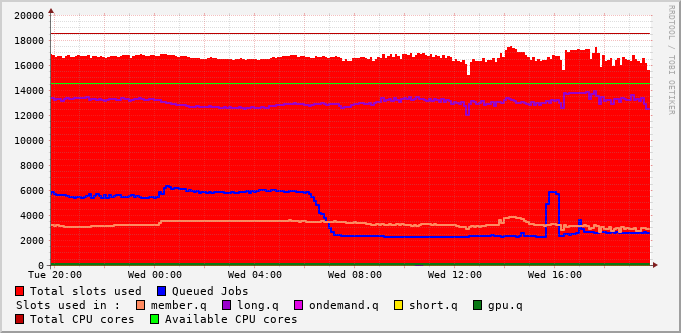 RRDTOOL / TOBI OETIKER
20000
18000
16000
14000
12000
10000
8000
6000
4000
2000
0
Tue 20:00 Wed 00:00 Wed 04:00 Wed 08:00 Wed 12:00 Wed 16:00
Total slots used Queued Jobs
Slots used in : member.q long.q ondemand.q short.q gpu.q
Total CPU cores Available CPU cores